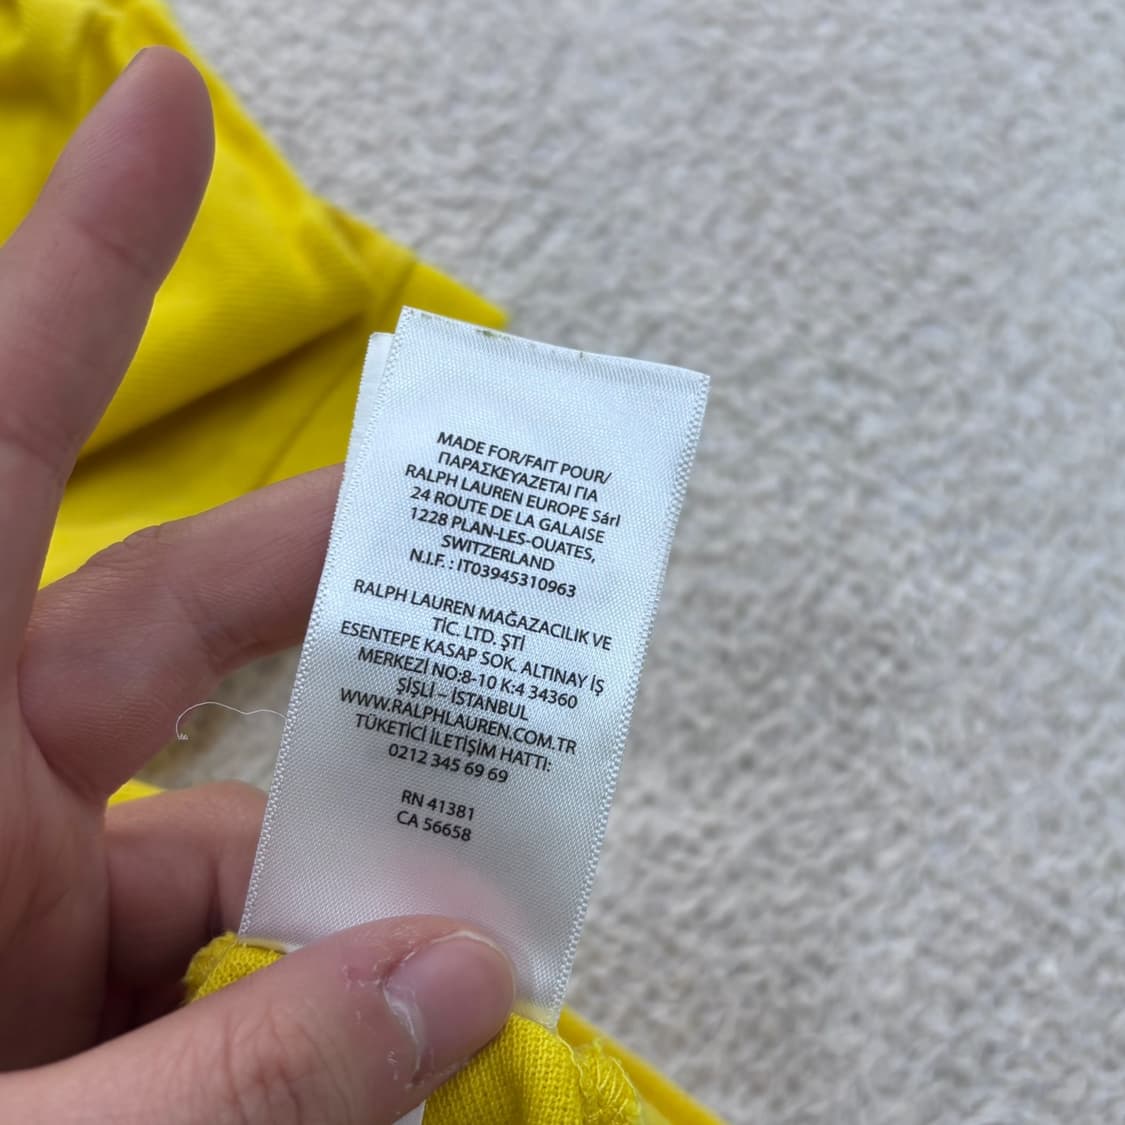 MADE FOR/FAIT POUR/
ΠΑΡΑΣΚΕΥΑΖΕΤΑΙ ΓΙΑ
RALPH LAUREN EUROPE Sárl
24 ROUTE DE LA GALAISE
1228 PLAN-LES-OUATES,
SWITZERLAND
N.I.F. : IT03945310963
RALPH LAUREN MAĞAZACILIK VE
TİC. LTD. ŞTİ
ESENTEPE KASAP SOK. ALTINAY İŞ
MERKEZİ NO:8-10 K:4 34360
ŞİŞLİ – İSTANBUL
WWW.RALPHLAUREN.COM.TR
TÜKETİCİ İLETİŞİM HATTI:
0212 345 69 69
RN 41381
CA 56658